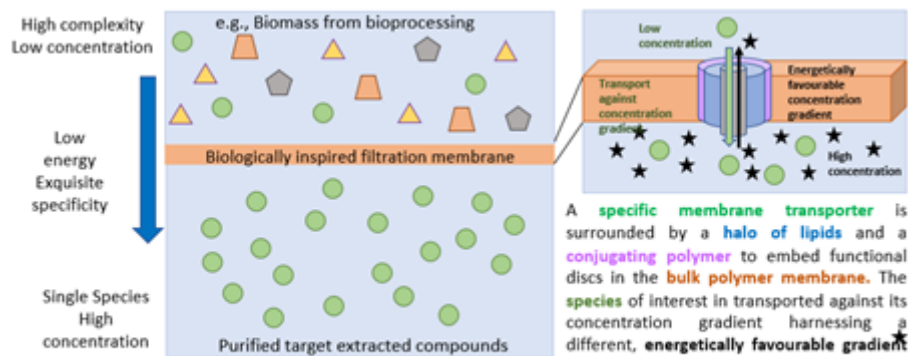 High complexity
Low concentration
Low
energy
Exquisite
specificity
Single Species
High
concentration
e.g., Biomass from bioprocessing
Biologically inspired filtration membrane
Purified target extracted compounds
Low
concentration
Transport
against
concentration
gradient
Energetically
favourable
concentration
gradient
High
concentration
A specific membrane transporter is
surrounded by a halo of lipids and a
conjugating polymer to embed functional
discs in the bulk polymer membrane. The
species of interest in transported against its
concentration gradient harnessing a
different, energetically favourable gradient